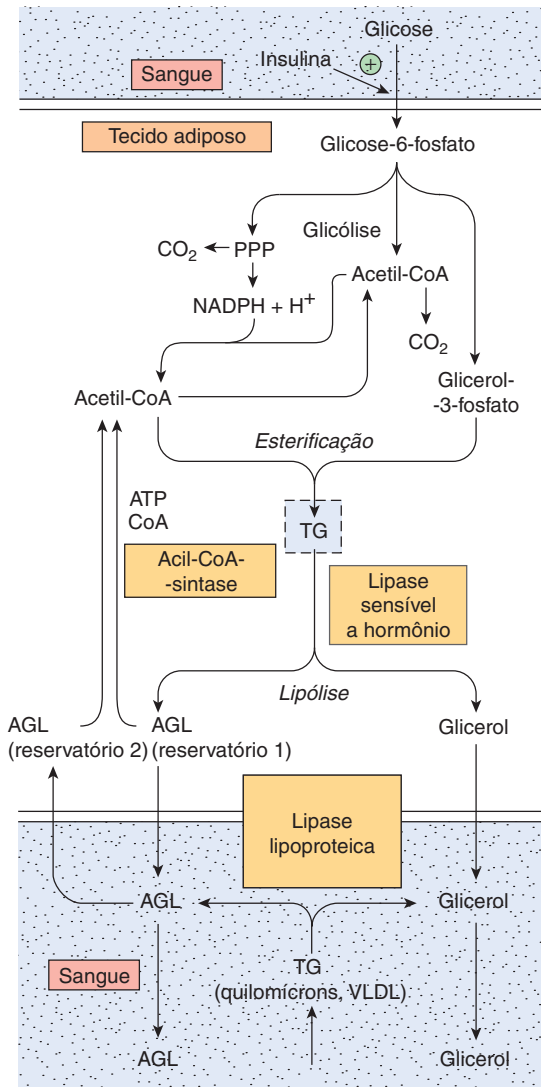 Glicose
Insulina
+
Sangue
Tecido adiposo
Glicose-6-fosfato
Glicólise
CO2
PPP
Acetil-CoA
NADPH + H+
CO2
Acetil-CoA
Glicerol-
-3-fosfato
Esterificação
ATP
CoA
TG
Acil-CoA-
-sintase
Lipase
sensível
a hormônio
Lipólise
AGL
(reservatório 2)
AGL
(reservatório 1)
Glicerol
Lipase
lipoproteica
AGL
Glicerol
Sangue
TG
(quilomícrons, VLDL)
AGL
Glicerol